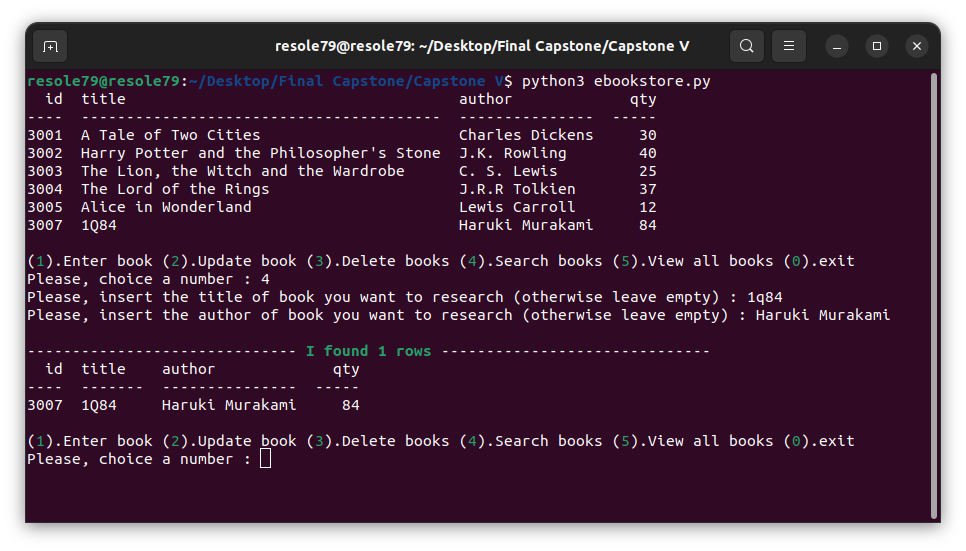 resole79@resole79: ~/Desktop/Final Capstone/Capstone V
resole79@resole79:~/Desktop/Final Capstone/Capstone V$ python3 ebookstore.py
  id  title                                     author             qty
----  ----------------------------------------  ---------------  -----
3001  A Tale of Two Cities                      Charles Dickens     30
3002  Harry Potter and the Philosopher's Stone  J.K. Rowling        40
3003  The Lion, the Witch and the Wardrobe      C. S. Lewis         25
3004  The Lord of the Rings                     J.R.R Tolkien       37
3005  Alice in Wonderland                       Lewis Carroll       12
3007  1Q84                                      Haruki Murakami     84
(1).Enter book (2).Update book (3).Delete books (4).Search books (5).View all books (0).exit
Please, choice a number : 4
Please, insert the title of book you want to research (otherwise leave empty) : 1q84
Please, insert the author of book you want to research (otherwise leave empty) : Haruki Murakami
------------------------------ I found 1 rows ------------------------------
  id  title    author             qty
----  -------  ---------------  -----
3007  1Q84     Haruki Murakami     84
(1).Enter book (2).Update book (3).Delete books (4).Search books (5).View all books (0).exit
Please, choice a number :